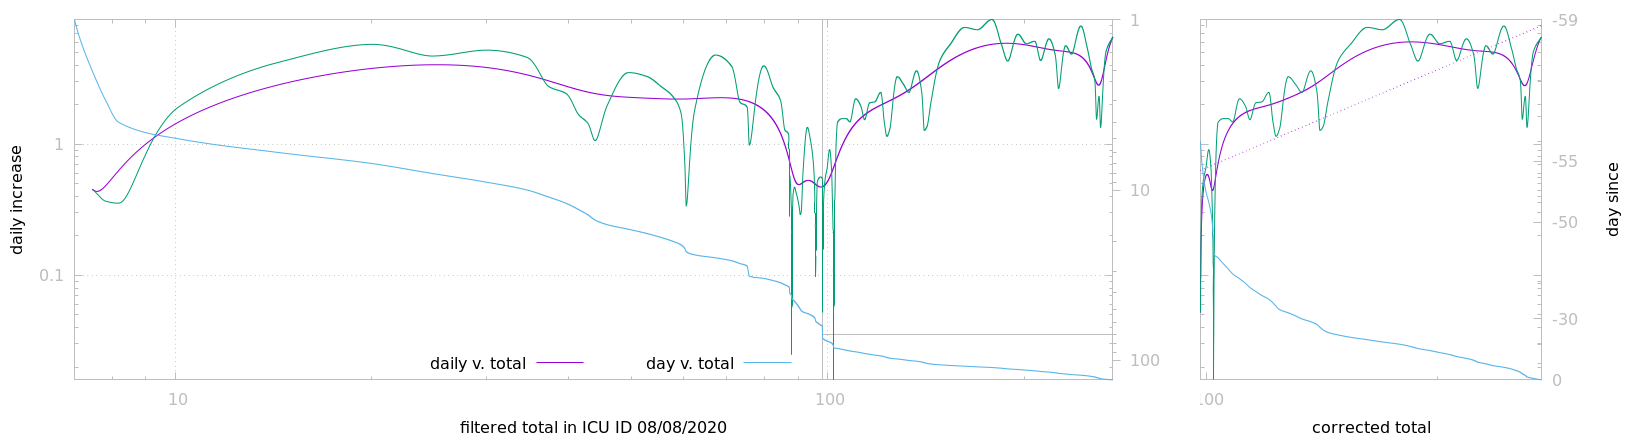 1
-59
daily increase
1
-55
10
day since
-50
0.1
-30
daily v. total
day v. total
100
0
10
100
100
filtered total in ICU ID 08/08/2020
corrected total